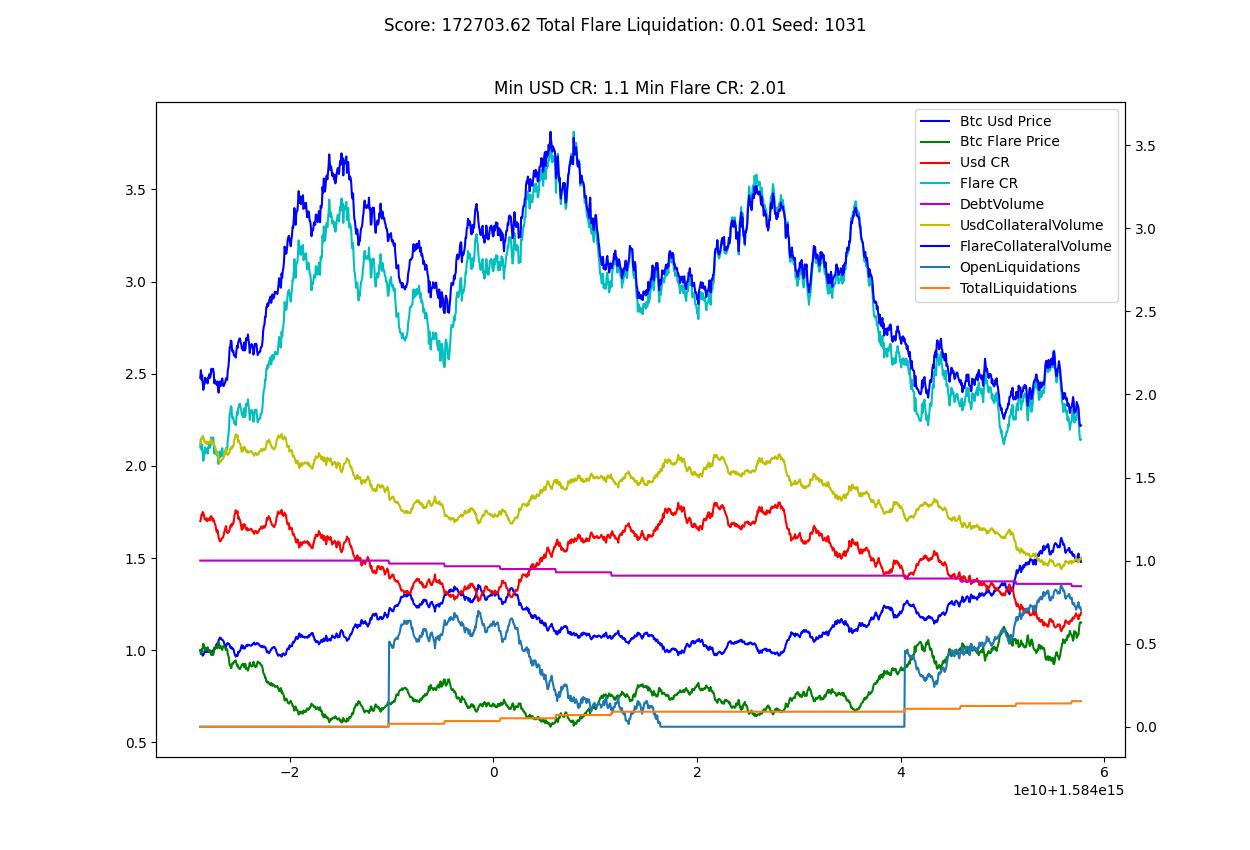 Score: 172703.62 Total Flare Liquidation: 0.01 Seed: 1031
Min USD CR: 1.1 Min Flare CR: 2.01
Btc Usd Price
Btc Flare Price
Usd CR
Flare CR
DebtVolume
UsdCollateralVolume
FlareCollateralVolume
OpenLiquidations
TotalLiquidations
3.5
3.0
2.5
2.0
1.5
1.0
0.5
3.5
3.0
2.5
2.0
1.5
1.0
0.5
0.0
−2 0 2 4 6
1e10+1.584e15